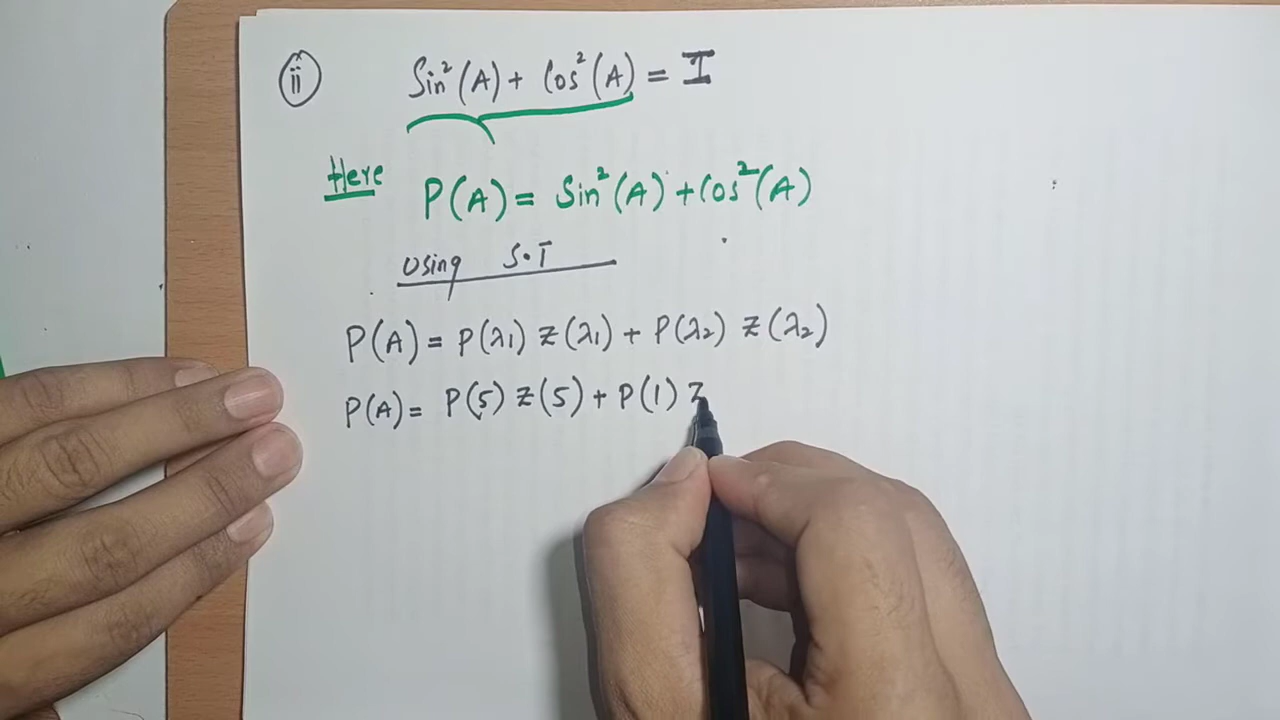 ii Sin²(A) + Cos²(A) = I
Here P(A) = Sin²(A) + Cos²(A)
Using S.T
P(A) = P(λ1) z(λ1) + P(λ2) z(λ2)
P(A) = P(5) z(5) + P(1) z